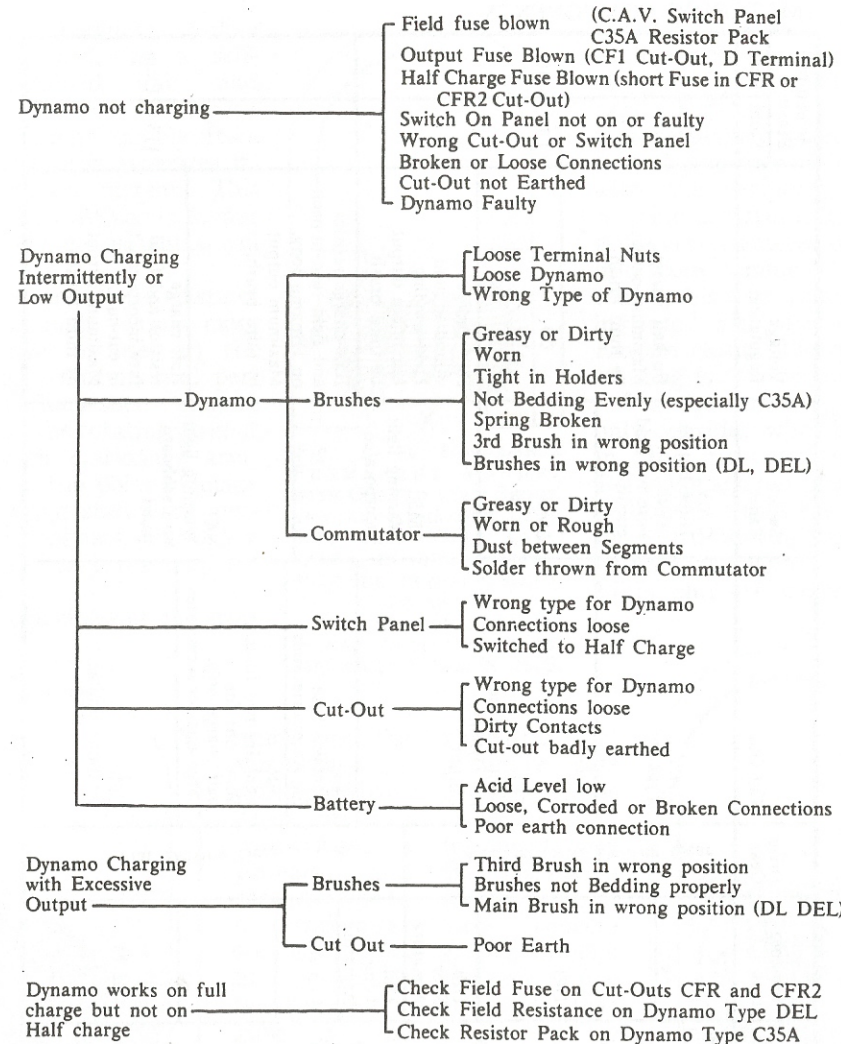 Dynamo not charging
Field fuse blown (C.A.V. Switch Panel
C35A Resistor Pack
Output Fuse Blown (CF1 Cut-Out, D Terminal)
Half Charge Fuse Blown (short Fuse in CFR or
CFR2 Cut-Out)
Switch On Panel not on or faulty
Wrong Cut-Out or Switch Panel
Broken or Loose Connections
Cut-Out not Earthed
Dynamo Faulty
Dynamo Charging
Intermittently or
Low Output
Dynamo
Loose Terminal Nuts
Loose Dynamo
Wrong Type of Dynamo
Brushes
Greasy or Dirty
Worn
Tight in Holders
Not Bedding Evenly (especially C35A)
Spring Broken
3rd Brush in wrong position
Brushes in wrong position (DL, DEL)
Commutator
Greasy or Dirty
Worn or Rough
Dust between Segments
Solder thrown from Commutator
Switch Panel
Wrong type for Dynamo
Connections loose
Switched to Half Charge
Cut-Out
Wrong type for Dynamo
Connections loose
Dirty Contacts
Cut-out badly earthed
Battery
Acid Level low
Loose, Corroded or Broken Connections
Poor earth connection
Dynamo Charging
with Excessive
Output
Brushes
Third Brush in wrong position
Brushes not Bedding properly
Main Brush in wrong position (DL DEL)
Cut Out
Poor Earth
Dynamo works on full
charge but not on
Half charge
Check Field Fuse on Cut-Outs CFR and CFR2
Check Field Resistance on Dynamo Type DEL
Check Resistor Pack on Dynamo Type C35A